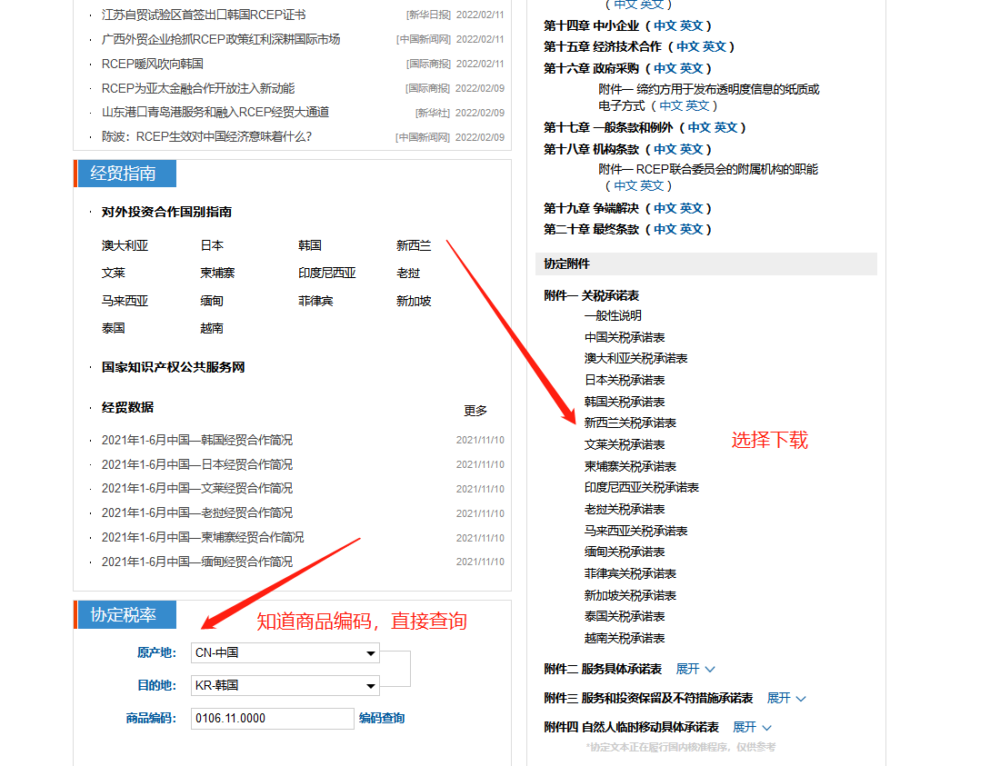 · 江苏自贸试验区首签出口韩国RCEP证书 [新华日报] 2022/02/11
· 广西外贸企业抢抓RCEP政策红利深耕国际市场 [中国新闻网] 2022/02/11
· RCEP暖风吹向韩国 [国际商报] 2022/02/11
· RCEP为亚太金融合作开放注入新动能 [国际商报] 2022/02/09
· 山东港口青岛港服务和融入RCEP经贸大通道 [新华社] 2022/02/09
· 陈波：RCEP生效对中国经济意味着什么? [中国新闻网] 2022/02/09
经贸指南
· 对外投资合作国别指南
澳大利亚 日本 韩国 新西兰
文莱 柬埔寨 印度尼西亚 老挝
马来西亚 缅甸 菲律宾 新加坡
泰国 越南
· 国家知识产权公共服务网
· 经贸数据 更多
· 2021年1-6月中国—韩国经贸合作简况 2021/11/10
· 2021年1-6月中国—日本经贸合作简况 2021/11/10
· 2021年1-6月中国—文莱经贸合作简况 2021/11/10
· 2021年1-6月中国—老挝经贸合作简况 2021/11/10
· 2021年1-6月中国—柬埔寨经贸合作简况 2021/11/10
· 2021年1-6月中国—缅甸经贸合作简况 2021/11/10
协定税率
知道商品编码，直接查询
原产地： CN-中国
目的地： KR-韩国
商品编码： 0106.11.0000 编码查询
（中文 英文）
第十四章 中小企业（中文 英文）
第十五章 经济技术合作（中文 英文）
第十六章 政府采购（中文 英文）
附件一 缔约方用于发布透明度信息的纸质或
电子方式（中文 英文）
第十七章 一般条款和例外（中文 英文）
第十八章 机构条款（中文 英文）
附件一 RCEP联合委员会的附属机构的职能
（中文 英文）
第十九章 争端解决（中文 英文）
第二十章 最终条款（中文 英文）
协定附件
附件一 关税承诺表
一般性说明
中国关税承诺表
澳大利亚关税承诺表
日本关税承诺表
韩国关税承诺表
新西兰关税承诺表
文莱关税承诺表
选择下载
柬埔寨关税承诺表
印度尼西亚关税承诺表
老挝关税承诺表
马来西亚关税承诺表
缅甸关税承诺表
菲律宾关税承诺表
新加坡关税承诺表
泰国关税承诺表
越南关税承诺表
附件二 服务具体承诺表 展开
附件三 服务和投资保留及不符措施承诺表 展开
附件四 自然人临时移动具体承诺表 展开
*协定文本正在履行国内核准程序，仅供参考